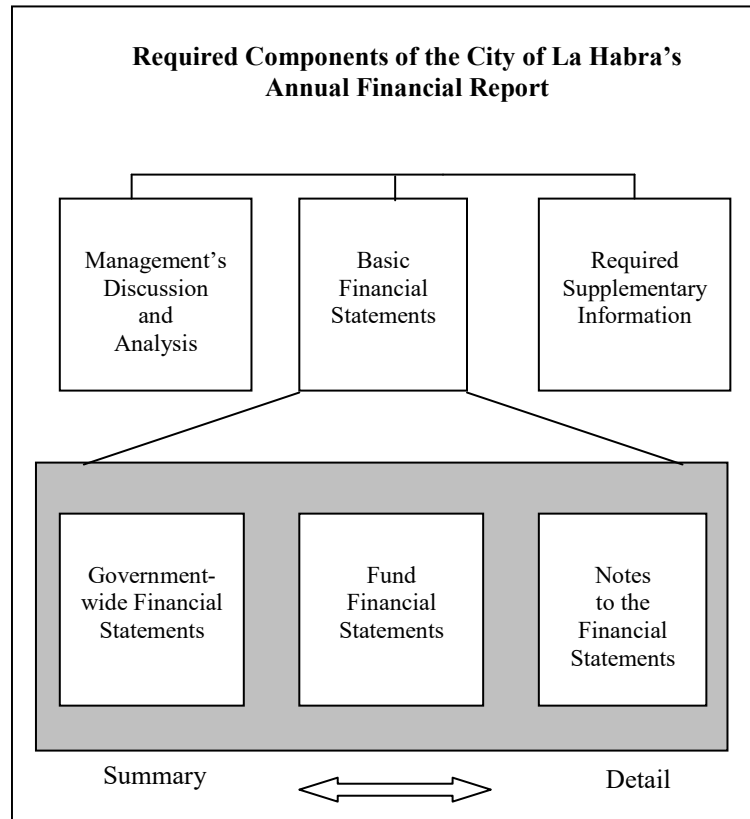 Required Components of the City of La Habra's
Annual Financial Report
Management's
Discussion
and
Analysis
Basic
Financial
Statements
Required
Supplementary
Information
Government-
wide Financial
Statements
Fund
Financial
Statements
Notes
to the
Financial
Statements
Summary
Detail